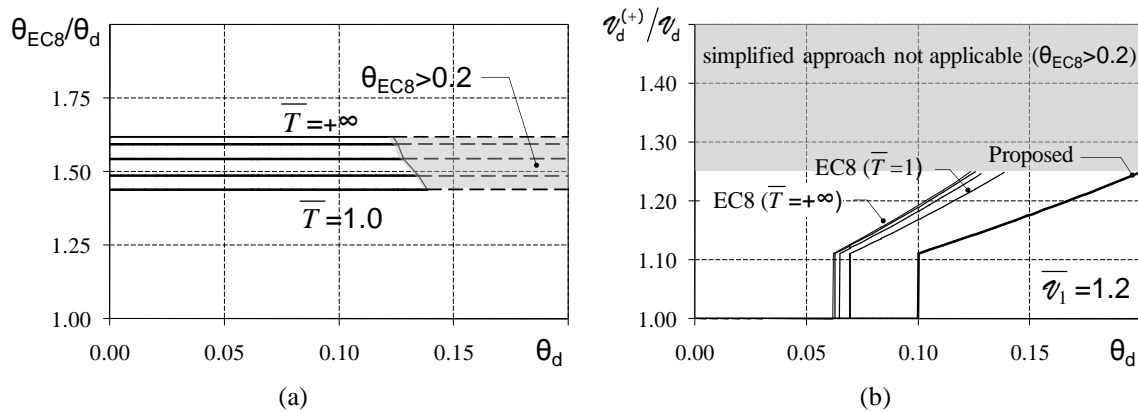 θEC8/θd
2.00
1.75
1.50
1.25
1.00
0.00
0.05
0.10
0.15
θd
θEC8>0.2
T̅ =+∞
T̅ =1.0
(a)
𝒱d(+)/𝒱d
simplified approach not applicable (θEC8>0.2)
1.40
1.30
1.20
1.10
1.00
0.00
0.05
0.10
0.15
θd
Proposed
EC8 (T̅ =1)
EC8 (T̅ =+∞)
𝒱̅1 =1.2
(b)